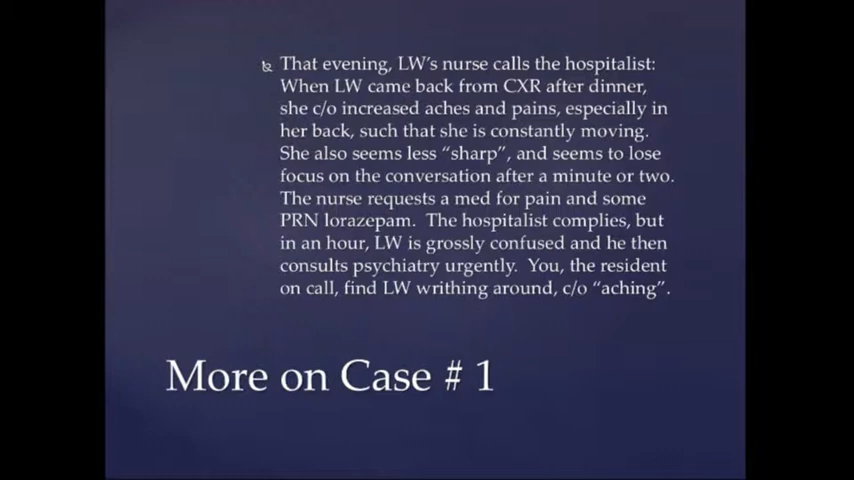 That evening, LW's nurse calls the hospitalist:
When LW came back from CXR after dinner,
she c/o increased aches and pains, especially in
her back, such that she is constantly moving.
She also seems less “sharp”, and seems to lose
focus on the conversation after a minute or two.
The nurse requests a med for pain and some
PRN lorazepam.  The hospitalist complies, but
in an hour, LW is grossly confused and he then
consults psychiatry urgently.  You, the resident
on call, find LW writhing around, c/o “aching”.
More on Case # 1